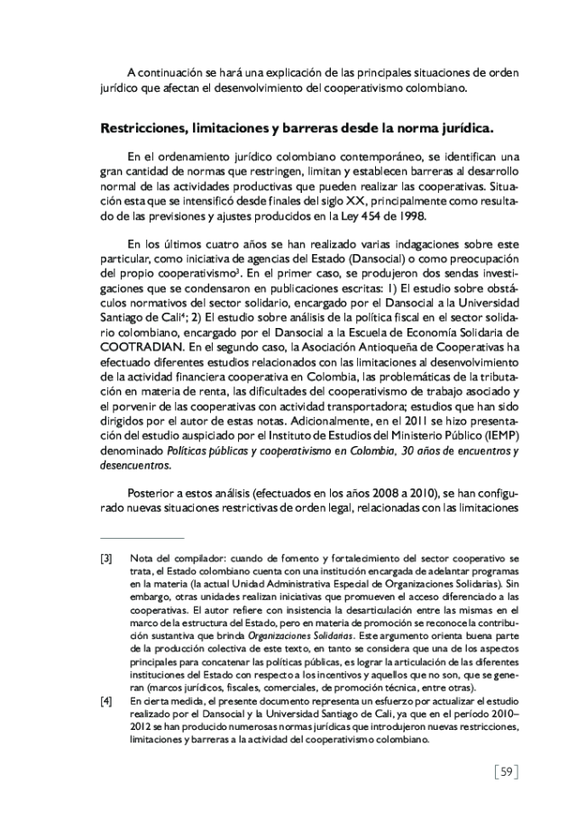 A continuación se hará una explicación de las principales situaciones de orden
jurídico que afectan el desenvolvimiento del cooperativismo colombiano.
Restricciones, limitaciones y barreras desde la norma jurídica.
En el ordenamiento jurídico colombiano contemporáneo, se identifican una
gran cantidad de normas que restringen, limitan y establecen barreras al desarrollo
normal de las actividades productivas que pueden realizar las cooperativas. Situa-
ción esta que se intensificó desde finales del siglo XX, principalmente como resulta-
do de las previsiones y ajustes producidos en la Ley 454 de 1998.
En los últimos cuatro años se han realizado varias indagaciones sobre este
particular, como iniciativa de agencias del Estado (Dansocial) o como preocupación
del propio cooperativismo³. En el primer caso, se produjeron dos sendas investi-
gaciones que se condensaron en publicaciones escritas: 1) El estudio sobre obstá-
culos normativos del sector solidario, encargado por el Dansocial a la Universidad
Santiago de Cali⁴; 2) El estudio sobre análisis de la política fiscal en el sector solida-
rio colombiano, encargado por el Dansocial a la Escuela de Economía Solidaria de
COOTRADIAN. En el segundo caso, la Asociación Antioqueña de Cooperativas ha
efectuado diferentes estudios relacionados con las limitaciones al desenvolvimiento
de la actividad financiera cooperativa en Colombia, las problemáticas de la tributa-
ción en materia de renta, las dificultades del cooperativismo de trabajo asociado y
el porvenir de las cooperativas con actividad transportadora; estudios que han sido
dirigidos por el autor de estas notas. Adicionalmente, en el 2011 se hizo presenta-
ción del estudio auspiciado por el Instituto de Estudios del Ministerio Público (IEMP)
denominado Políticas públicas y cooperativismo en Colombia, 30 años de encuentros y
desencuentros.
Posterior a estos análisis (efectuados en los años 2008 a 2010), se han configu-
rado nuevas situaciones restrictivas de orden legal, relacionadas con las limitaciones
[3] Nota del compilador: cuando de fomento y fortalecimiento del sector cooperativo se
trata, el Estado colombiano cuenta con una institución encargada de adelantar programas
en la materia (la actual Unidad Administrativa Especial de Organizaciones Solidarias). Sin
embargo, otras unidades realizan iniciativas que promueven el acceso diferenciado a las
cooperativas. El autor refiere con insistencia la desarticulación entre las mismas en el
marco de la estructura del Estado, pero en materia de promoción se reconoce la contribu-
ción sustantiva que brinda Organizaciones Solidarias. Este argumento orienta buena parte
de la producción colectiva de este texto, en tanto se considera que una de los aspectos
principales para concatenar las políticas públicas, es lograr la articulación de las diferentes
instituciones del Estado con respecto a los incentivos y aquellos que no son, que se gene-
ran (marcos jurídicos, fiscales, comerciales, de promoción técnica, entre otras).
[4] En cierta medida, el presente documento representa un esfuerzo por actualizar el estudio
realizado por el Dansocial y la Universidad Santiago de Cali, ya que en el período 2010–
2012 se han producido numerosas normas jurídicas que introdujeron nuevas restricciones,
limitaciones y barreras a la actividad del cooperativismo colombiano.
[59]